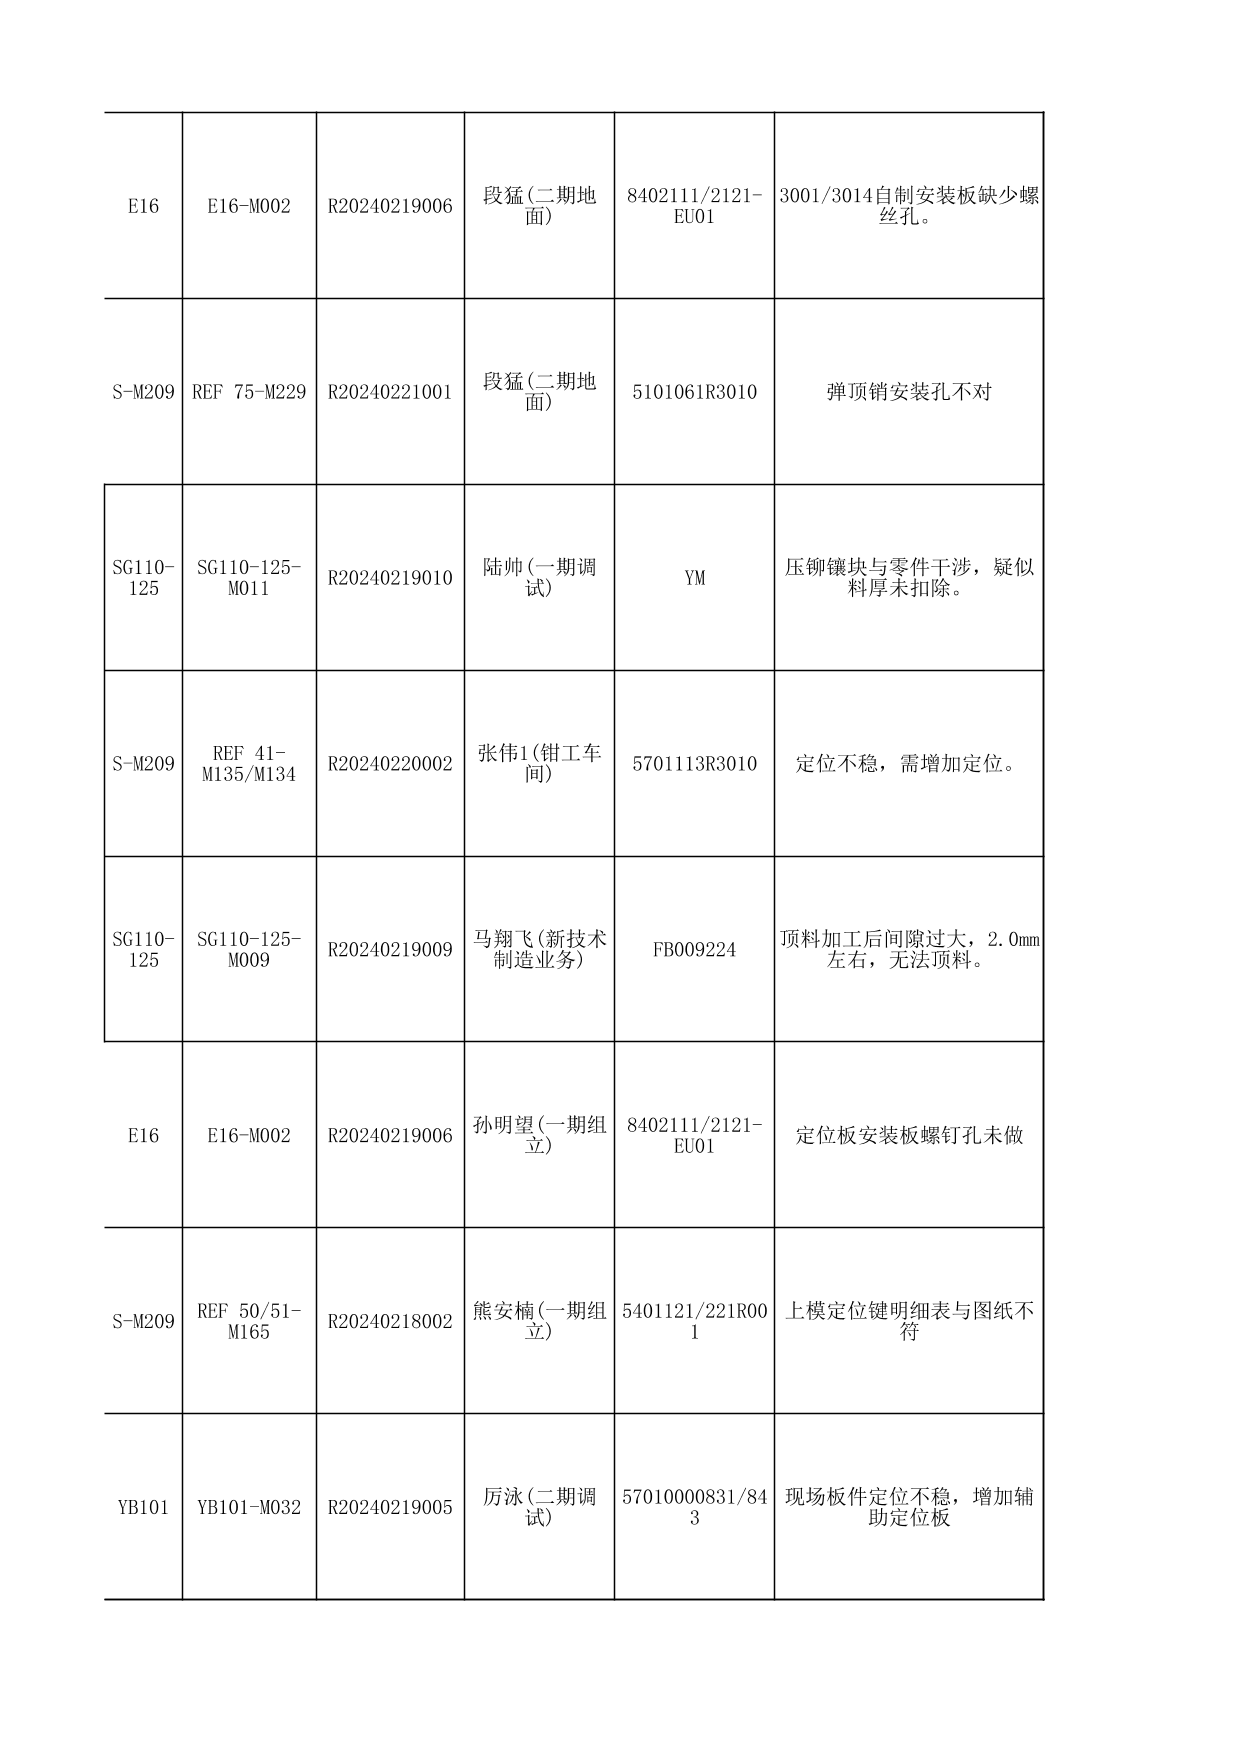 E16
E16-M002
R20240219006
段猛(二期地
面)
8402111/2121-
EU01
3001/3014自制安装板缺少螺
丝孔。
S-M209
REF 75-M229
R20240221001
段猛(二期地
面)
5101061R3010
弹顶销安装孔不对
SG110-
125
SG110-125-
M011
R20240219010
陆帅(一期调
试)
YM
压铆镶块与零件干涉，疑似
料厚未扣除。
S-M209
REF 41-
M135/M134
R20240220002
张伟1(钳工车
间)
5701113R3010
定位不稳，需增加定位。
SG110-
125
SG110-125-
M009
R20240219009
马翔飞(新技术
制造业务)
FB009224
顶料加工后间隙过大，2.0mm
左右，无法顶料。
E16
E16-M002
R20240219006
孙明望(一期组
立)
8402111/2121-
EU01
定位板安装板螺钉孔未做
S-M209
REF 50/51-
M165
R20240218002
熊安楠(一期组
立)
5401121/221R00
1
上模定位键明细表与图纸不
符
YB101
YB101-M032
R20240219005
厉泳(二期调
试)
57010000831/84
3
现场板件定位不稳，增加辅
助定位板